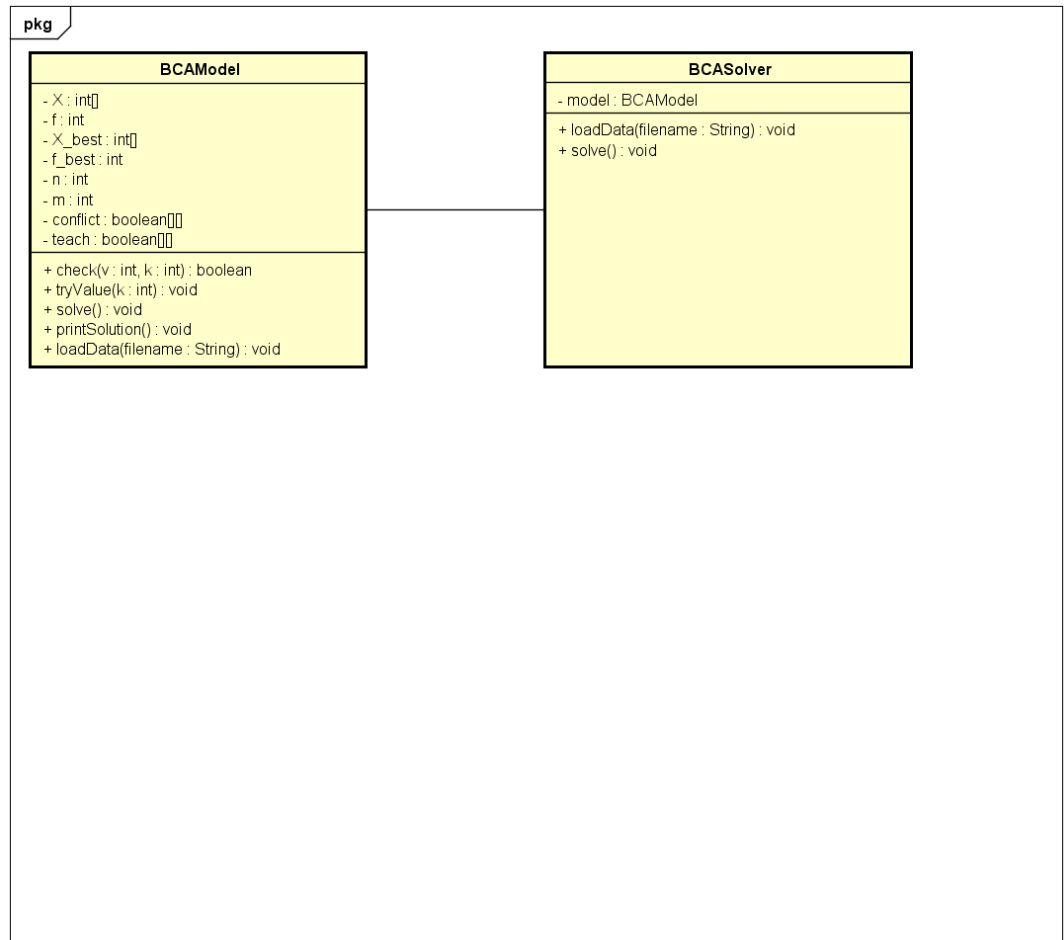 pkg
BCAModel
- X : int[]
- f : int
- X_best : int[]
- f_best : int
- n : int
- m : int
- conflict : boolean[][]
- teach : boolean[][]
+ check(v : int, k : int) : boolean
+ tryValue(k : int) : void
+ solve() : void
+ printSolution() : void
+ loadData(filename : String) : void
BCASolver
- model : BCAModel
+ loadData(filename : String) : void
+ solve() : void